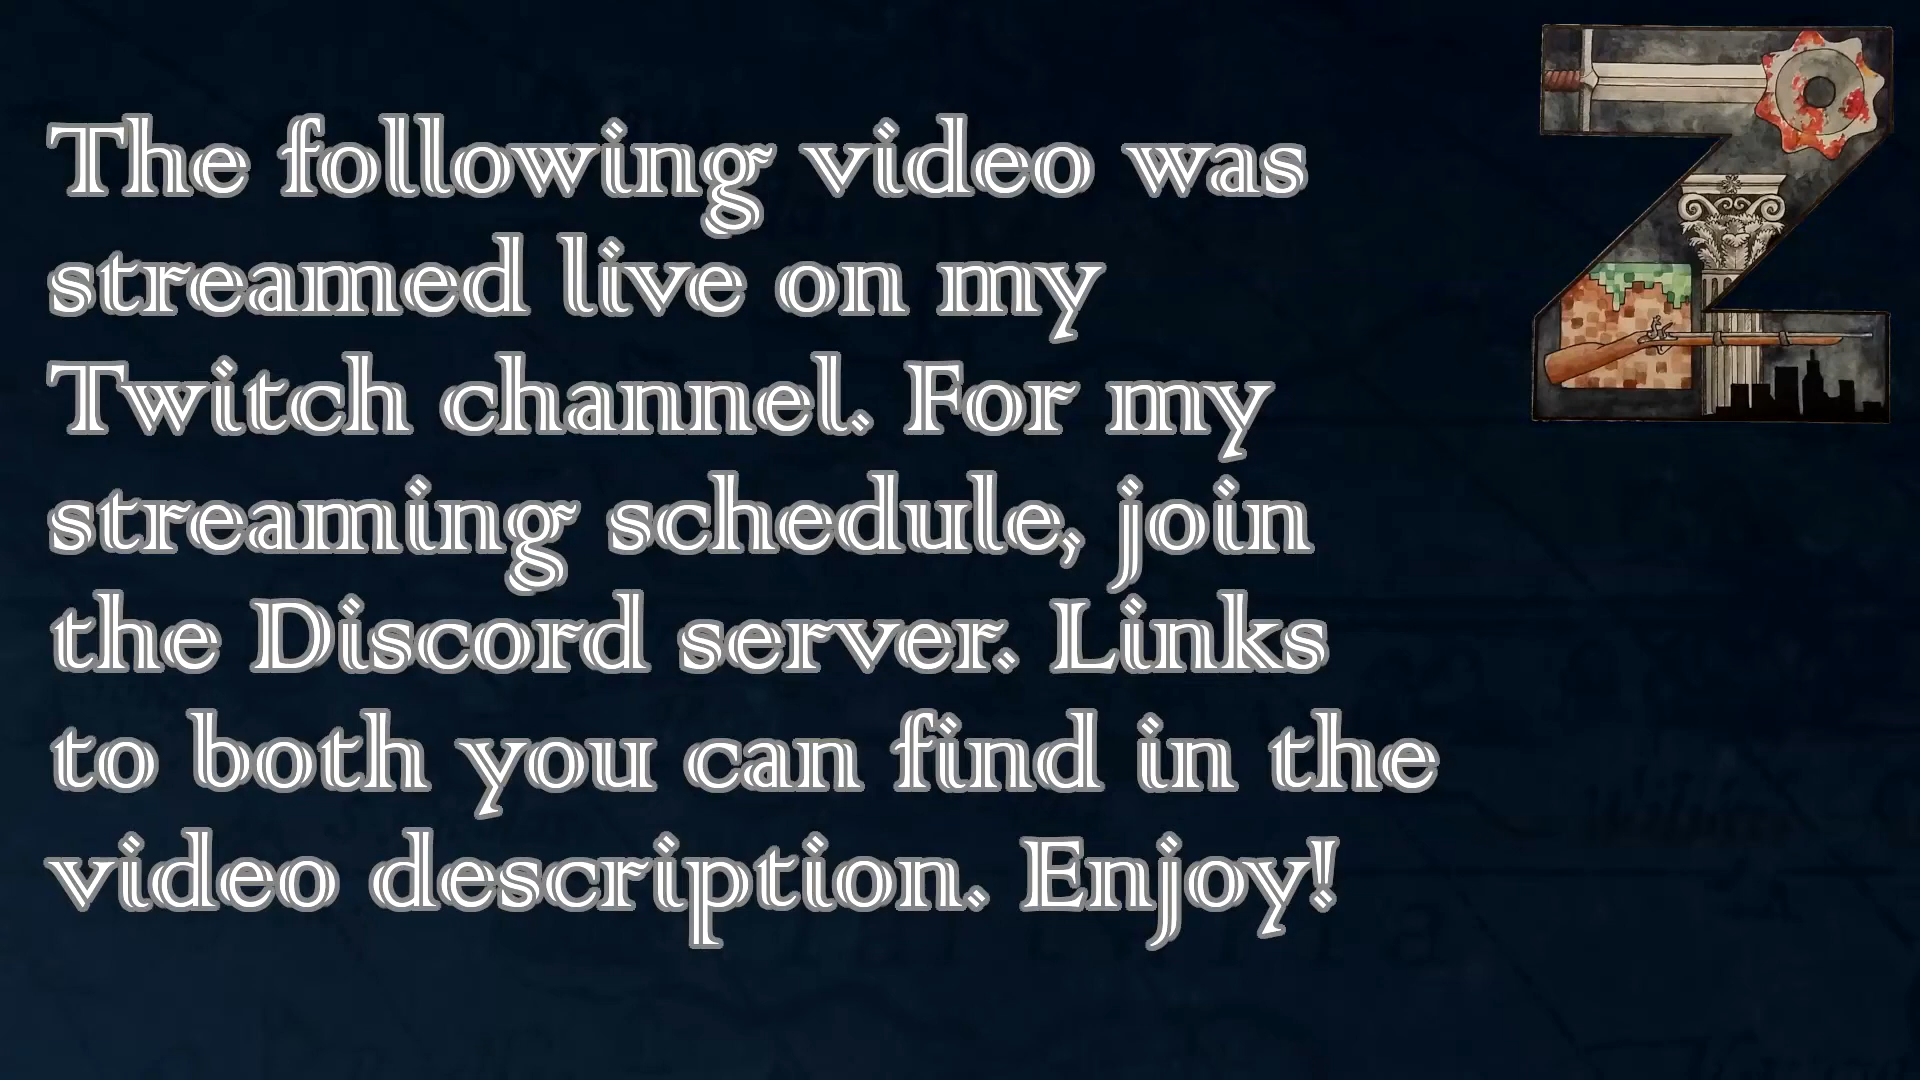 The following video was
streamed live on my
Twitch channel. For my
streaming schedule, join
the Discord server. Links
to both you can find in the
video description. Enjoy!